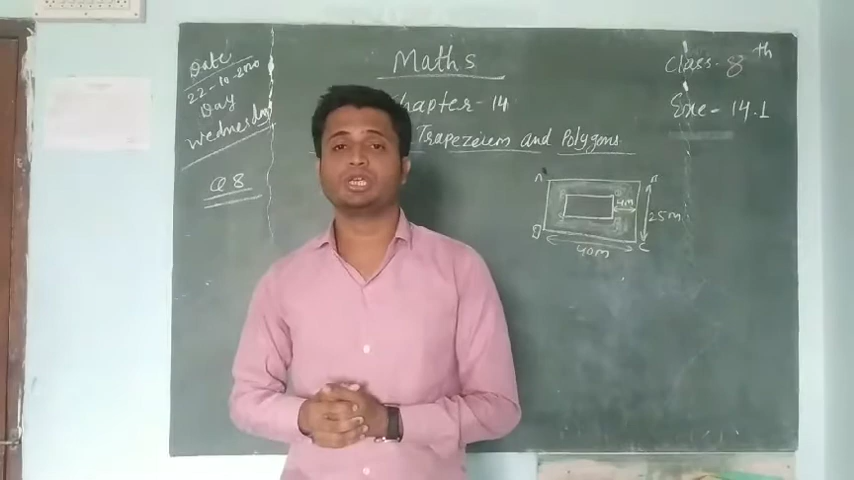 Date
22-10-2020
Day
Wednesday
Q8
Maths
Chapter-14
Trapezeium and Polygons
Class-8th
Exe-14.1
A B
4m
25m
D C
40m